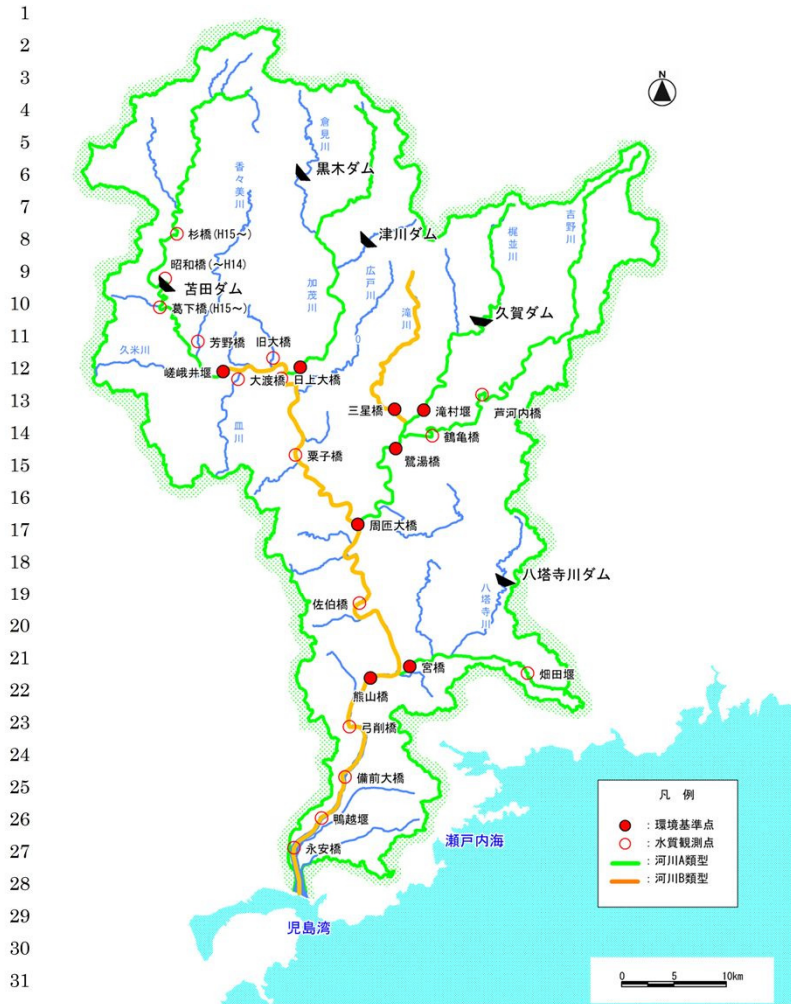 1
2
3
4
5
6
7
8
9
10
11
12
13
14
15
16
17
18
19
20
21
22
23
24
25
26
27
28
29
30
31
N
倉見川
黒木ダム
香々美川
吉野川
梶並川
杉橋(H15～)
津川ダム
昭和橋(～H14)
広戸川
加茂川
滝川
苫田ダム
葛下橋(H15～)
久賀ダム
芳野橋
旧大橋
久米川
嵯峨井堰
大渡橋
日上大橋
芦河内橋
三星橋
滝村堰
皿川
鶴亀橋
鷺湯橋
粟子橋
周匝大橋
八塔寺川ダム
八塔寺川
佐伯橋
宮橋
畑田堰
熊山橋
弓削橋
備前大橋
鴨越堰
瀬戸内海
永安橋
児島湾
凡 例
：環境基準点
：水質観測点
：河川A類型
：河川B類型
0 5 10km